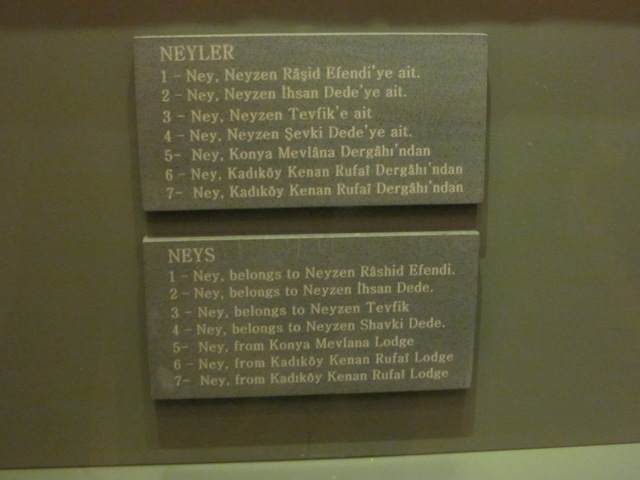 NEYLER
1 - Ney, Neyzen Râşid Efendi'ye ait.
2 - Ney, Neyzen İhsan Dede'ye ait.
3 - Ney, Neyzen Tevfik'e ait
4 - Ney, Neyzen Şevki Dede'ye ait.
5- Ney, Konya Mevlâna Dergâhı'ndan
6 - Ney, Kadıköy Kenan Rufaî Dergâhı'ndan
7- Ney, Kadıköy Kenan Rufaî Dergâhı'ndan
NEYS
1 - Ney, belongs to Neyzen Râshid Efendi.
2 - Ney, belongs to Neyzen İhsan Dede.
3 - Ney, belongs to Neyzen Tevfik
4 - Ney, belongs to Neyzen Shavki Dede.
5- Ney, from Konya Mevlana Lodge
6 - Ney, from Kadıköy Kenan Rufaî Lodge
7- Ney, from Kadıköy Kenan Rufaî Lodge